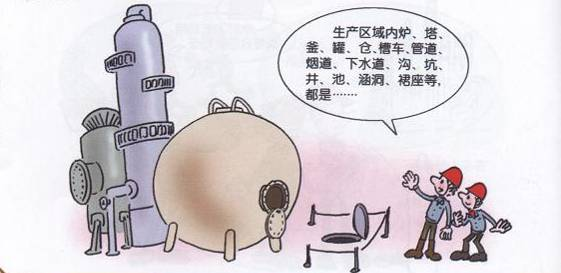 生产区域内炉、塔、
釜、罐、仓、槽车、管道、
烟道、下水道、沟、坑、
井、池、涵洞、裙座等,
都是……